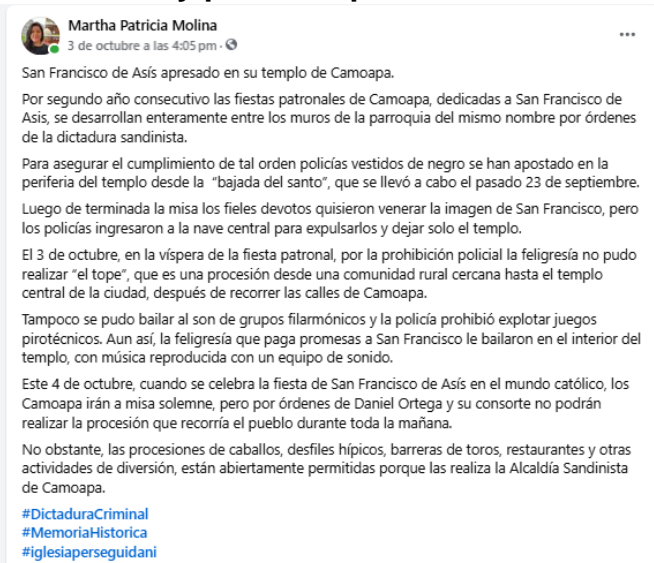 Martha Patricia Molina
3 de octubre a las 4:05 pm ·
San Francisco de Asís apresado en su templo de Camoapa.
Por segundo año consecutivo las fiestas patronales de Camoapa, dedicadas a San Francisco de
Asis, se desarrollan enteramente entre los muros de la parroquia del mismo nombre por órdenes
de la dictadura sandinista.
Para asegurar el cumplimiento de tal orden policías vestidos de negro se han apostado en la
periferia del templo desde la "bajada del santo", que se llevó a cabo el pasado 23 de septiembre.
Luego de terminada la misa los fieles devotos quisieron venerar la imagen de San Francisco, pero
los policías ingresaron a la nave central para expulsarlos y dejar solo el templo.
El 3 de octubre, en la víspera de la fiesta patronal, por la prohibición policial la feligresía no pudo
realizar "el tope", que es una procesión desde una comunidad rural cercana hasta el templo
central de la ciudad, después de recorrer las calles de Camoapa.
Tampoco se pudo bailar al son de grupos filarmónicos y la policía prohibió explotar juegos
pirotécnicos. Aun así, la feligresía que paga promesas a San Francisco le bailaron en el interior del
templo, con música reproducida con un equipo de sonido.
Este 4 de octubre, cuando se celebra la fiesta de San Francisco de Asís en el mundo católico, los
Camoapa irán a misa solemne, pero por órdenes de Daniel Ortega y su consorte no podrán
realizar la procesión que recorría el pueblo durante toda la mañana.
No obstante, las procesiones de caballos, desfiles hípicos, barreras de toros, restaurantes y otras
actividades de diversión, están abiertamente permitidas porque las realiza la Alcaldía Sandinista
de Camoapa.
#DictaduraCriminal
#MemoriaHistorica
#iglesiaperseguidani